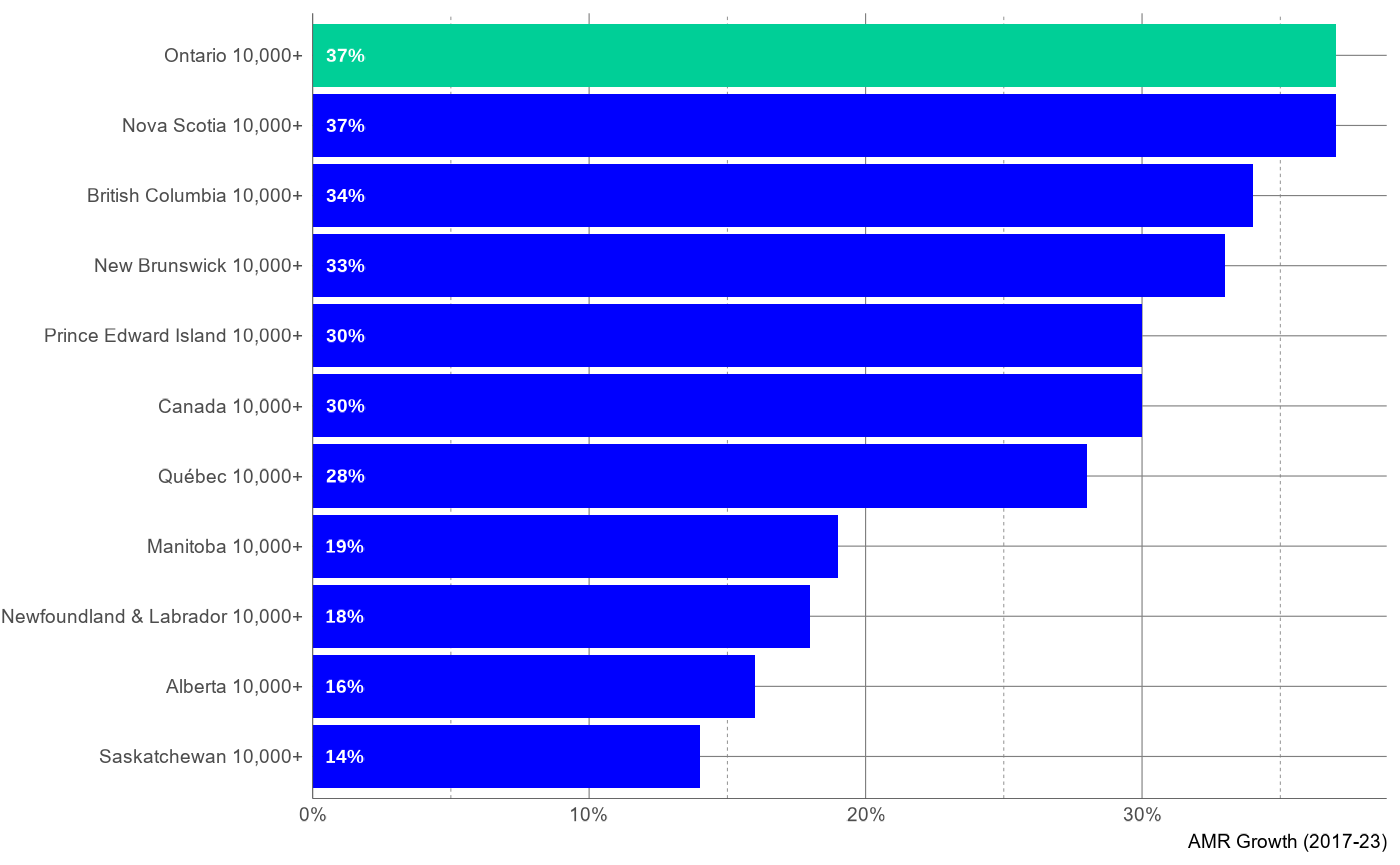 Ontario 10,000+ 37%
Nova Scotia 10,000+ 37%
British Columbia 10,000+ 34%
New Brunswick 10,000+ 33%
Prince Edward Island 10,000+ 30%
Canada 10,000+ 30%
Québec 10,000+ 28%
Manitoba 10,000+ 19%
Newfoundland & Labrador 10,000+ 18%
Alberta 10,000+ 16%
Saskatchewan 10,000+ 14%
0% 10% 20% 30%
AMR Growth (2017-23)